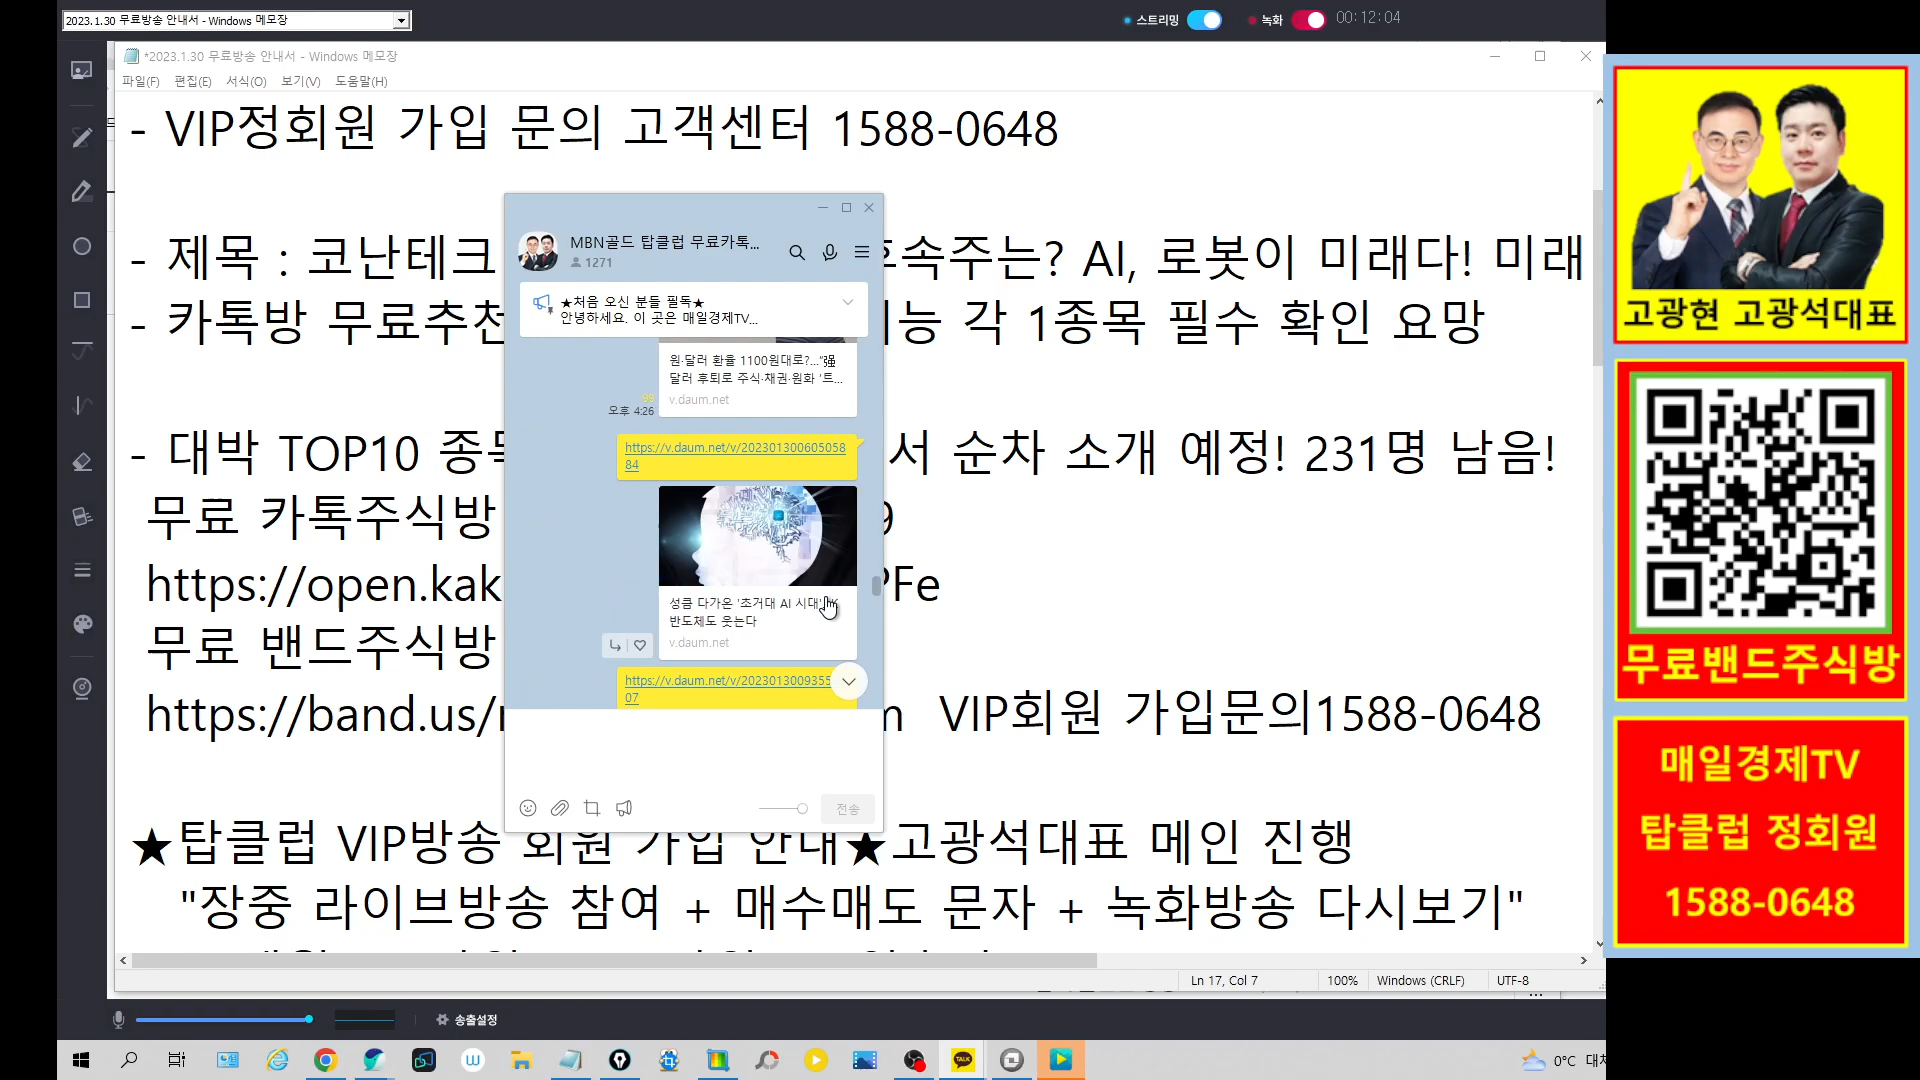 2023.1.30 무료방송 안내서 - Windows 메모장
스트리밍
녹화
00:12:04
*2023.1.30 무료방송 안내서 - Windows 메모장
파일(F) 편집(E) 서식(O) 보기(V) 도움말(H)
- VIP정회원 가입 문의 고객센터 1588-0648
- 제목 : 코난테크
속주는? AI, 로봇이 미래다! 미래
- 카톡방 무료추천
능 각 1종목 필수 확인 요망
- 대박 TOP10 종목
서 순차 소개 예정! 231명 남음!
무료 카톡주식방
9
https://open.kak
Fe
무료 밴드주식방
https://band.us/
m VIP회원 가입문의1588-0648
★탑클럽 VIP방송 회원 가입 안내★고광석대표 메인 진행
"장중 라이브방송 참여 + 매수매도 문자 + 녹화방송 다시보기"
MBN골드 탑클럽 무료카톡...
1271
★처음 오신 분들 필독★
안녕하세요. 이 곳은 매일경제TV...
원·달러 환율 1100원대로?..."强
달러 후퇴로 주식·채권·원화 '트...
v.daum.net
99
오후 4:26
https://v.daum.net/v/202301300605058
84
성큼 다가온 '초거대 AI 시대'
반도체도 웃는다
v.daum.net
https://v.daum.net/v/2023013009355
07
전송
Ln 17, Col 7
100%
Windows (CRLF)
UTF-8
송출설정
고광현 고광석대표
무료밴드주식방
매일경제TV
탑클럽 정회원
1588-0648
TALK
0°C